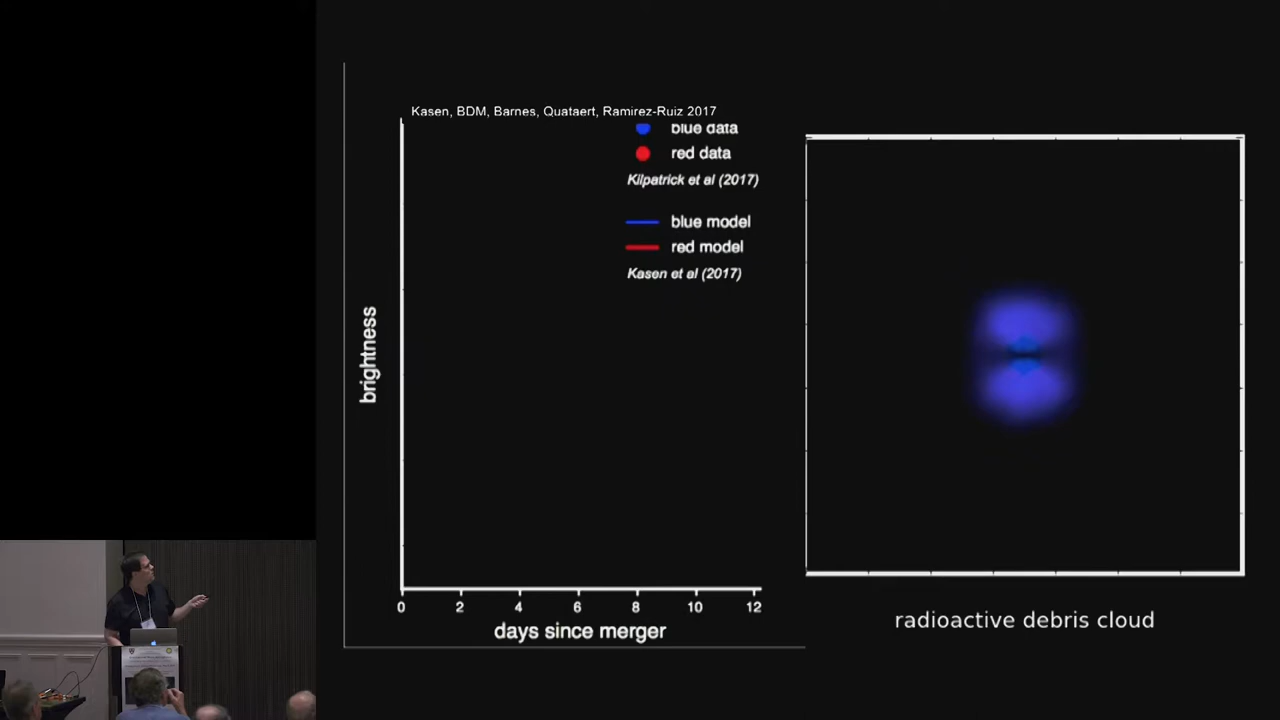 Kasen, BDM, Barnes, Quataert, Ramirez-Ruiz 2017
blue data
red data
Kilpatrick et al (2017)
blue model
red model
Kasen et al (2017)
brightness
0 2 4 6 8 10 12
days since merger
radioactive debris cloud